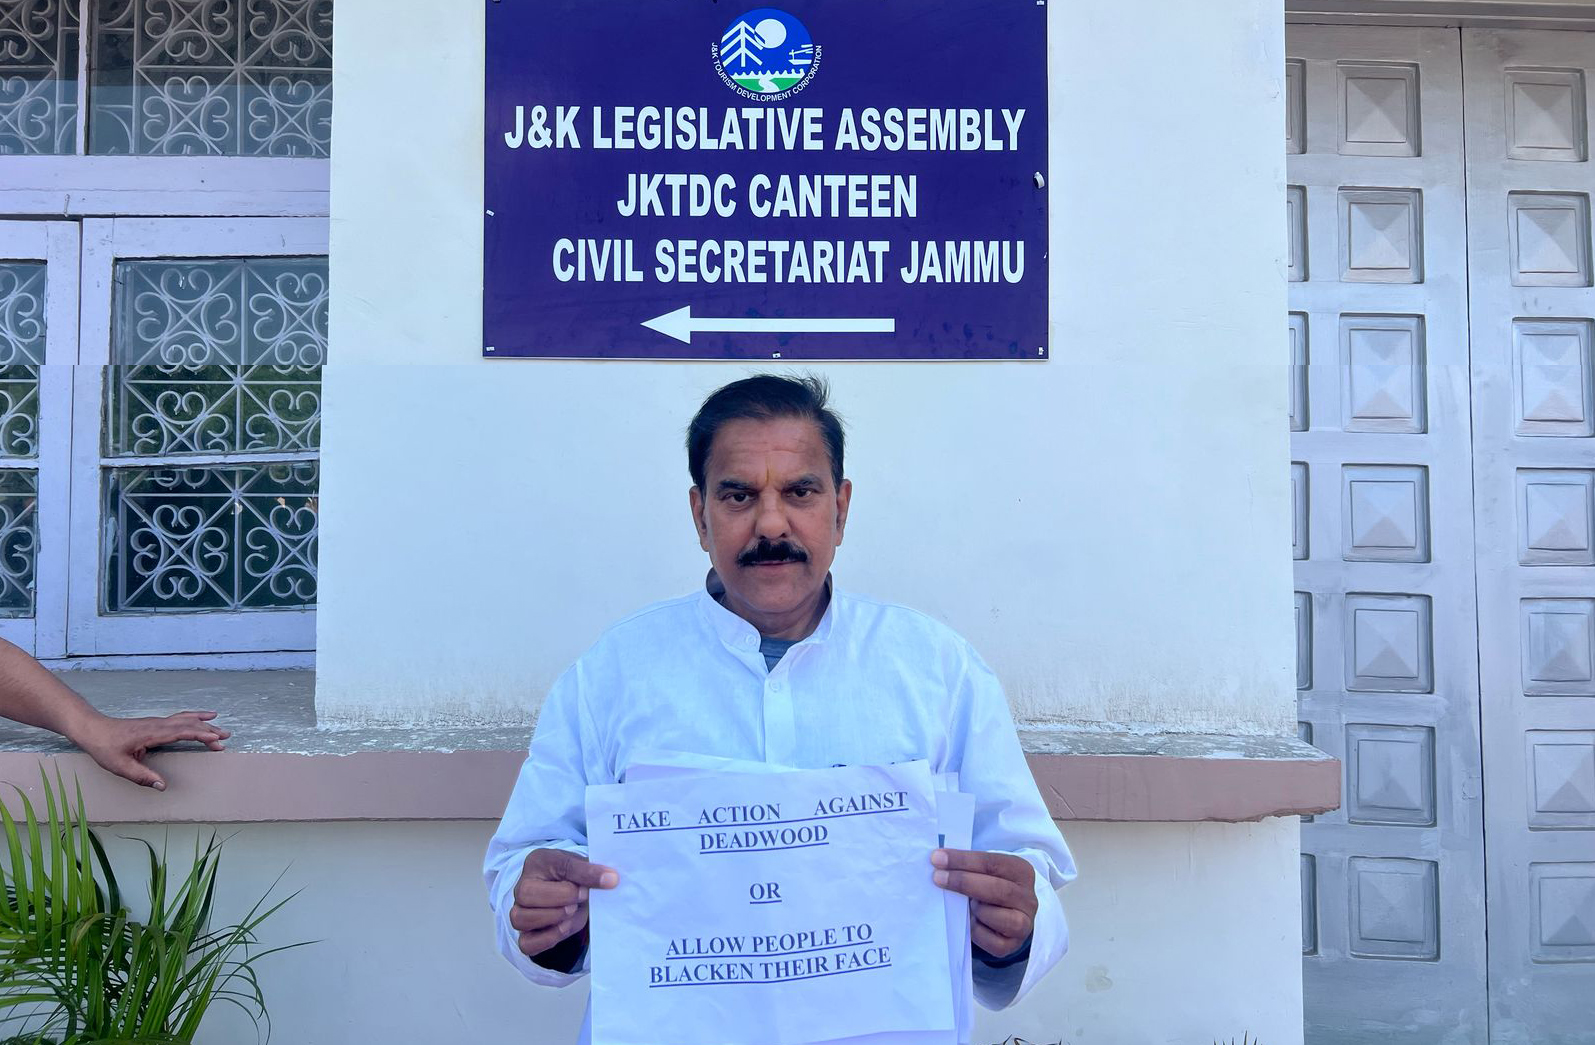 J&K TOURISM DEVELOPMENT CORPORATION
J&K LEGISLATIVE ASSEMBLY
JKTDC CANTEEN
CIVIL SECRETARIAT JAMMU
TAKE ACTION AGAINST
DEADWOOD
OR
ALLOW PEOPLE TO
BLACKEN THEIR FACE